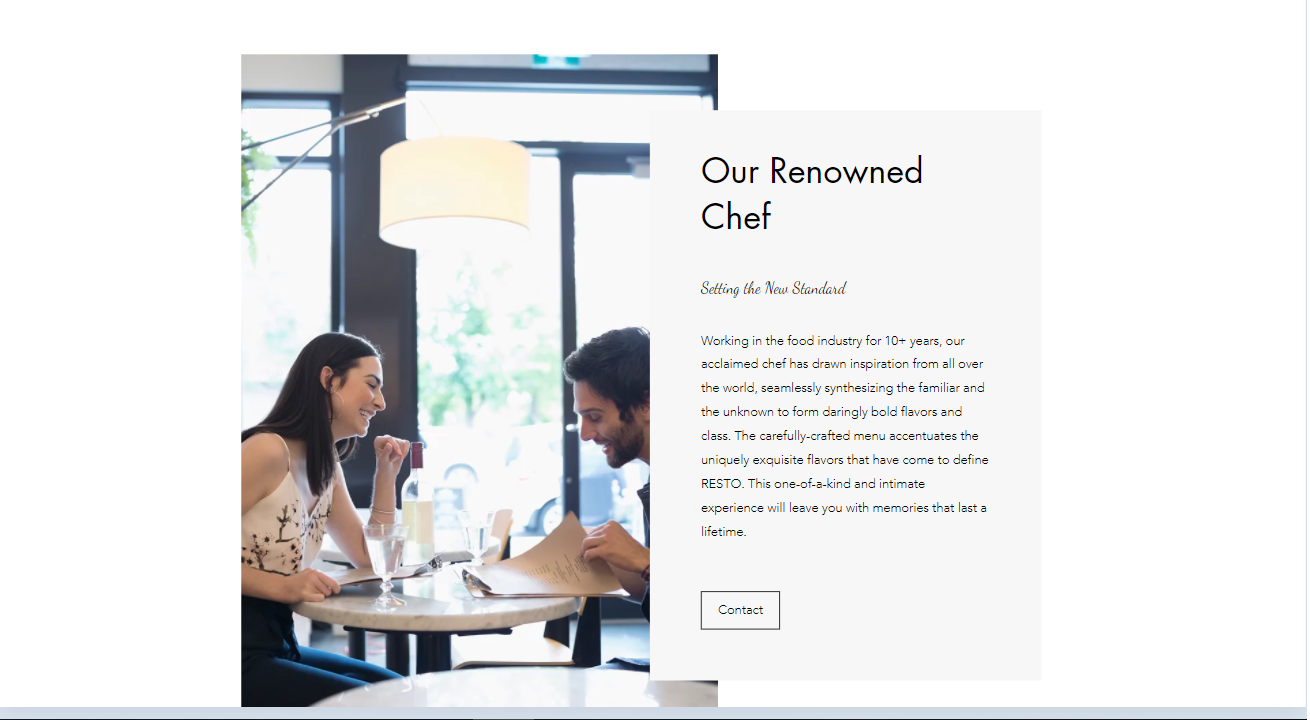 Our Renowned
Chef
Setting the New Standard
Working in the food industry for 10+ years, our
acclaimed chef has drawn inspiration from all over
the world, seamlessly synthesizing the familiar and
the unknown to form daringly bold flavors and
class. The carefully-crafted menu accentuates the
uniquely exquisite flavors that have come to define
RESTO. This one-of-a-kind and intimate
experience will leave you with memories that last a
lifetime.
Contact